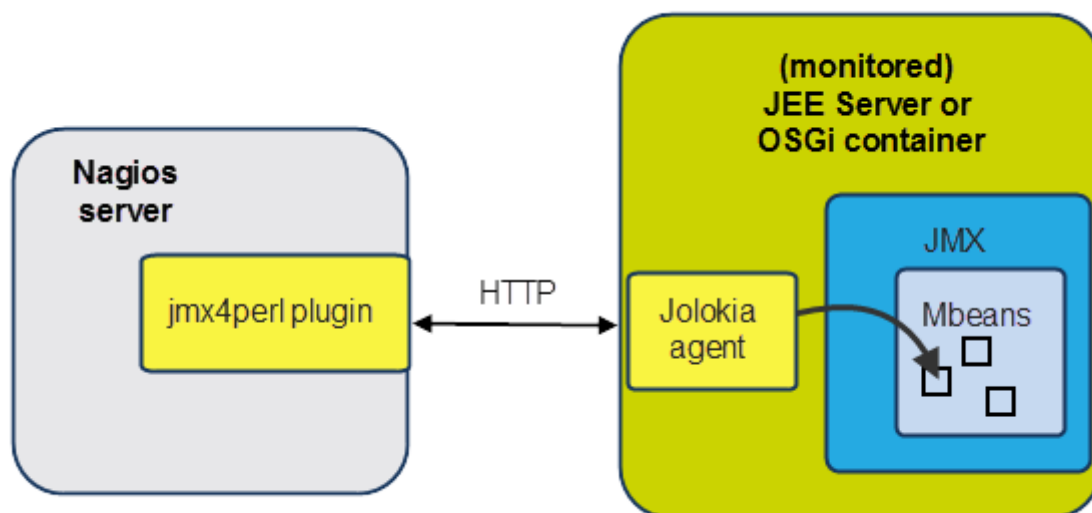 Nagios
server
jmx4perl plugin
HTTP
(monitored)
JEE Server or
OSGi container
Jolokia
agent
JMX
Mbeans